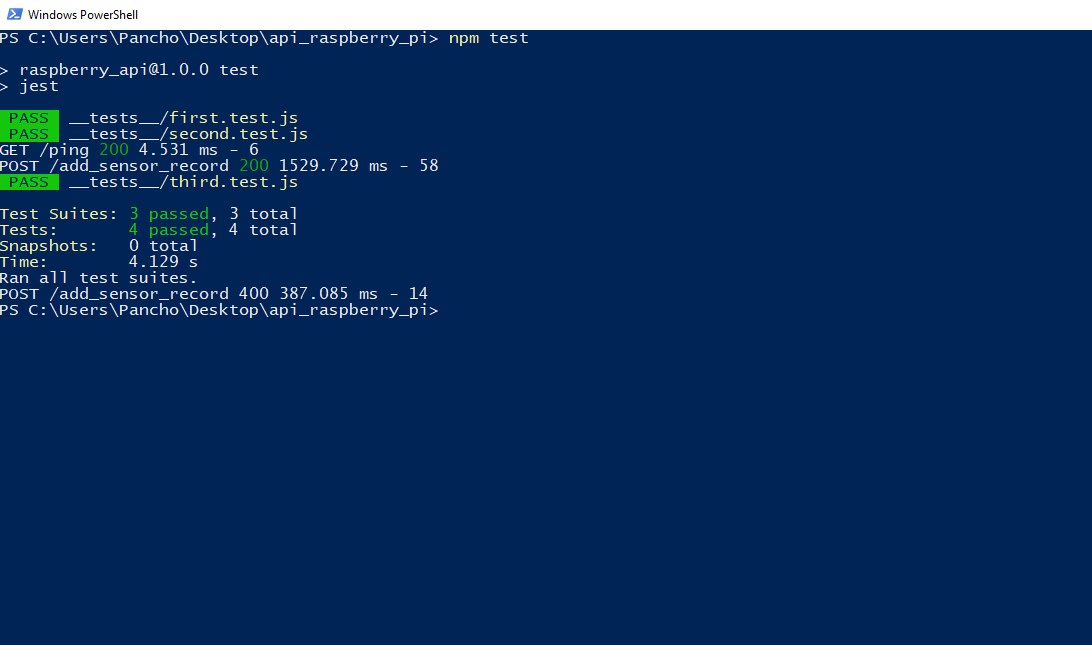 Windows PowerShell
PS C:\Users\Pancho\Desktop\api_raspberry_pi> npm test
> raspberry_api@1.0.0 test
> jest
PASS __tests__/first.test.js
PASS __tests__/second.test.js
GET /ping 200 4.531 ms - 6
POST /add_sensor_record 200 1529.729 ms - 58
PASS __tests__/third.test.js
Test Suites: 3 passed, 3 total
Tests: 4 passed, 4 total
Snapshots: 0 total
Time: 4.129 s
Ran all test suites.
POST /add_sensor_record 400 387.085 ms - 14
PS C:\Users\Pancho\Desktop\api_raspberry_pi>